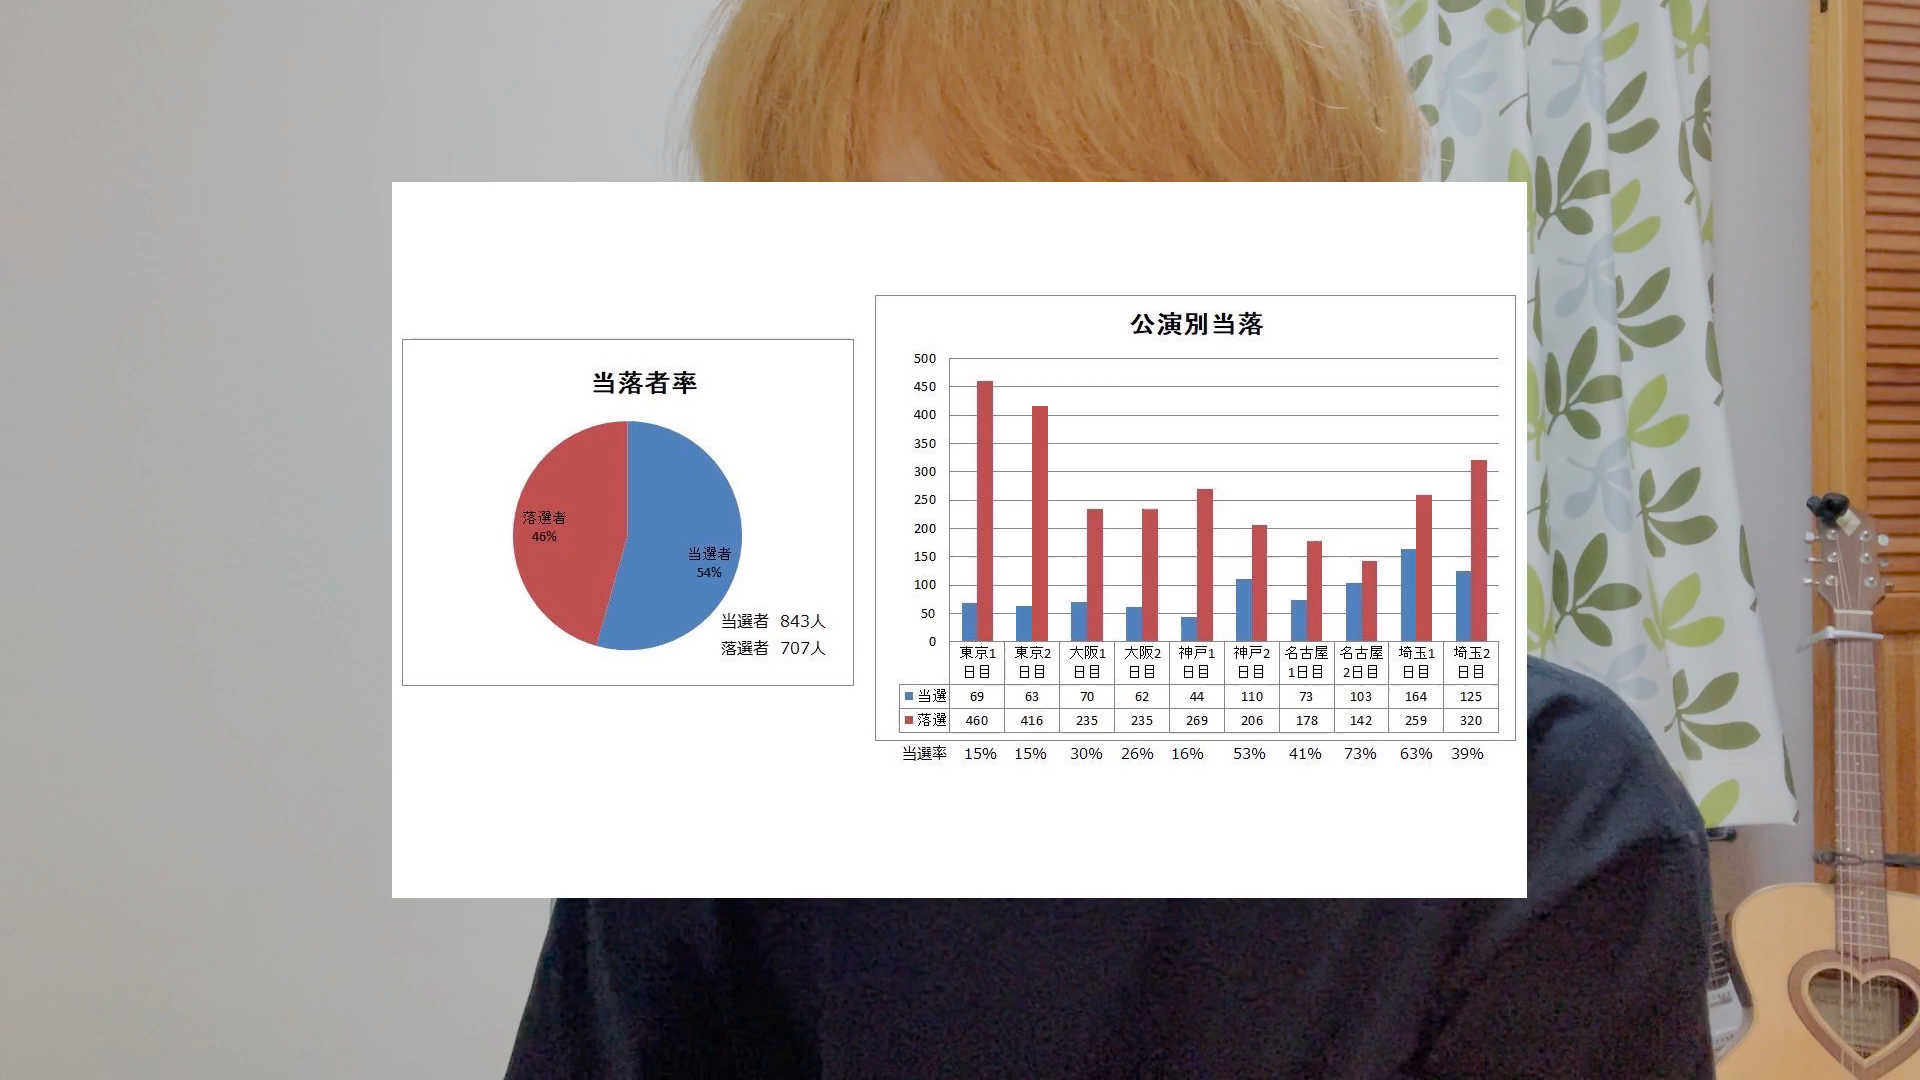 当落者率
落選者
46%
当選者
54%
当選者 843人
落選者 707人
公演別当落
500
450
400
350
300
250
200
150
100
50
0
東京1日目 東京2日目 大阪1日目 大阪2日目 神戸1日目 神戸2日目 名古屋1日目 名古屋2日目 埼玉1日目 埼玉2日目
当選 69 63 70 62 44 110 73 103 164 125
落選 460 416 235 235 269 206 178 142 259 320
当選率 15% 15% 30% 26% 16% 53% 41% 73% 63% 39%